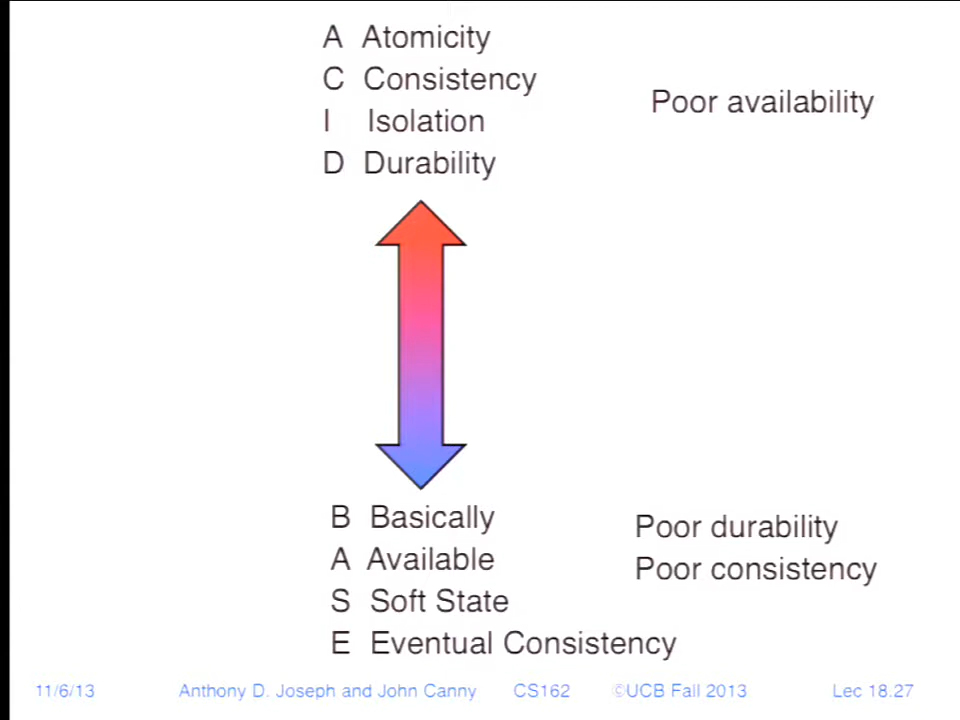 A Atomicity
C Consistency
I Isolation
D Durability
Poor availability
B Basically
A Available
S Soft State
E Eventual Consistency
Poor durability
Poor consistency
11/6/13 Anthony D. Joseph and John Canny CS162 ©UCB Fall 2013 Lec 18.27